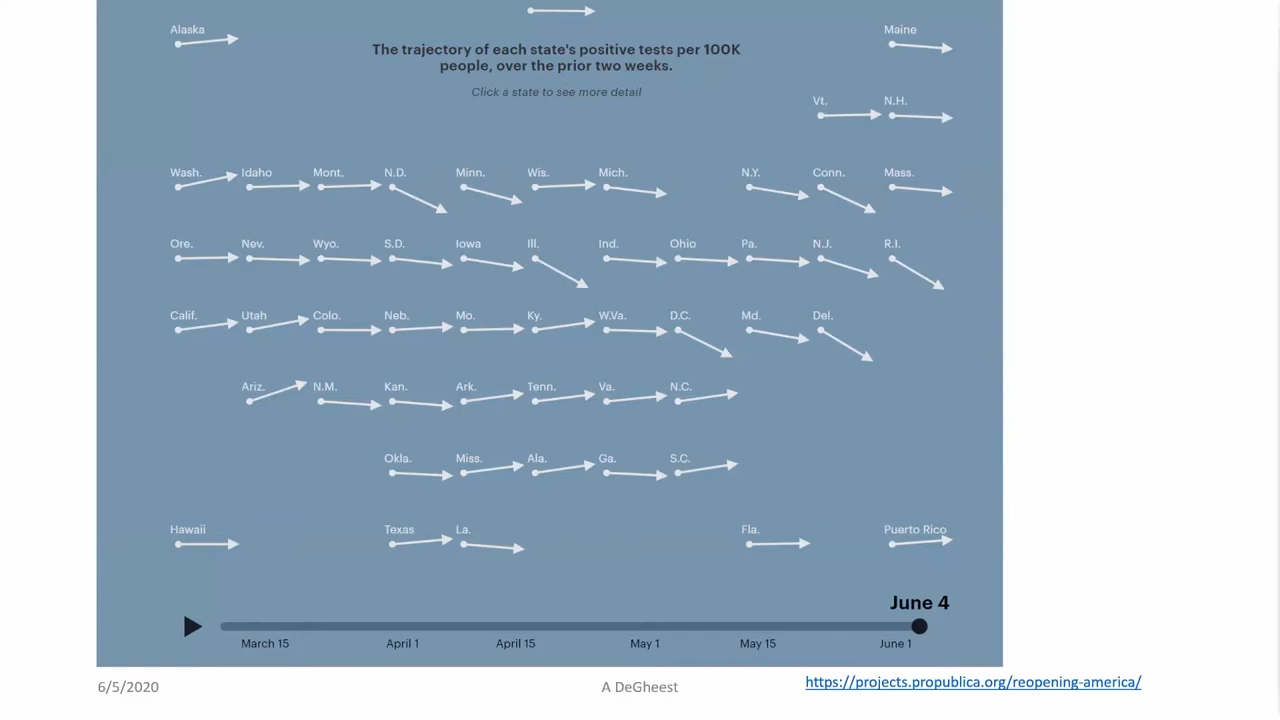 Alaska Maine
The trajectory of each state's positive tests per 100K
people, over the prior two weeks.
Click a state to see more detail
Vt. N.H.
Wash. Idaho Mont. N.D. Minn. Wis. Mich. N.Y. Conn. Mass.
Ore. Nev. Wyo. S.D. Iowa Ill. Ind. Ohio Pa. N.J. R.I.
Calif. Utah Colo. Neb. Mo. Ky. W.Va. D.C. Md. Del.
Ariz. N.M. Kan. Ark. Tenn. Va. N.C.
Okla. Miss. Ala. Ga. S.C.
Hawaii Texas La. Fla. Puerto Rico
June 4
March 15 April 1 April 15 May 1 May 15 June 1
6/5/2020 A DeGheest https://projects.propublica.org/reopening-america/